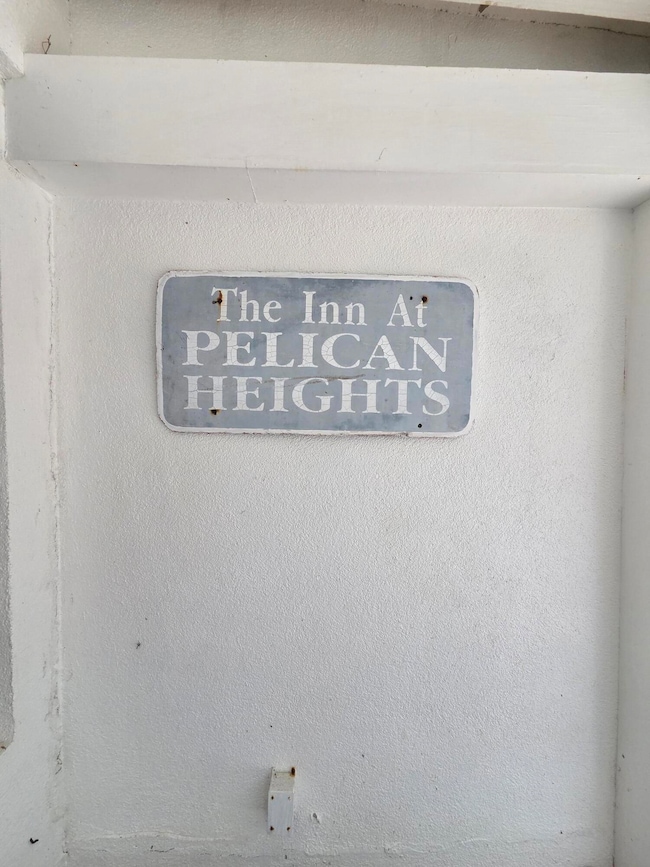 The Inn At
PELICAN
HEIGHTS